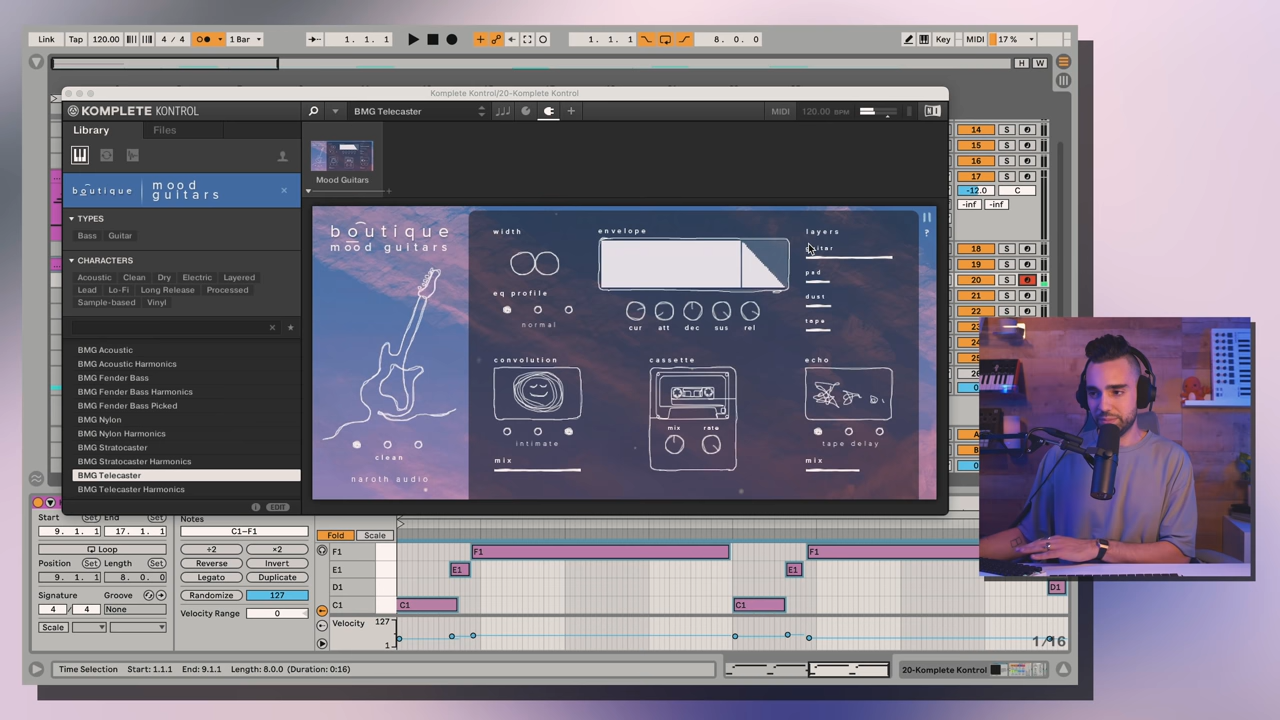 Link Tap 120.00 4 / 4 1 Bar 1. 1. 1 1. 1. 1 8. 0. 0 Key MIDI 17 %
H W
Komplete Kontrol/20-Komplete Kontrol
KOMPLETE KONTROL BMG Telecaster MIDI 120.00 BPM
Library Files
Mood Guitars
boutique mood guitars
TYPES
Bass Guitar
CHARACTERS
Acoustic Clean Dry Electric Layered
Lead Lo-Fi Long Release Processed
Sample-based Vinyl
BMG Acoustic
BMG Acoustic Harmonics
BMG Fender Bass
BMG Fender Bass Harmonics
BMG Fender Bass Picked
BMG Nylon
BMG Nylon Harmonics
BMG Stratocaster
BMG Stratocaster Harmonics
BMG Telecaster
BMG Telecaster Harmonics
EDIT
boutique
mood guitars
clean
naroth audio
width
eq profile
normal
envelope
cur att dec sus rel
layers
pad
dust
tape
?
convolution
intimate
mix
cassette
mix rate
echo
tape delay
mix
14 S
15 S
16 S
17 S
-12.0 C
-inf -inf
18 S
19 S
20 S
21 S
Start Set End Set
9. 1. 1 17. 1. 1
Loop
Position Set Length Set
9. 1. 1 8. 0. 0
Signature Groove
4 / 4 None
Scale
Notes
C1–F1
÷2 ×2
Reverse Invert
Legato Duplicate
Randomize 127
Velocity Range 0
Fold Scale
F1 F1 F1
E1 E1 E1
D1 D1
C1 C1 C1
Velocity 127
1
1/16
Time Selection Start: 1.1.1 End: 9.1.1 Length: 8.0.0 (Duration: 0:16)
20-Komplete Kontrol